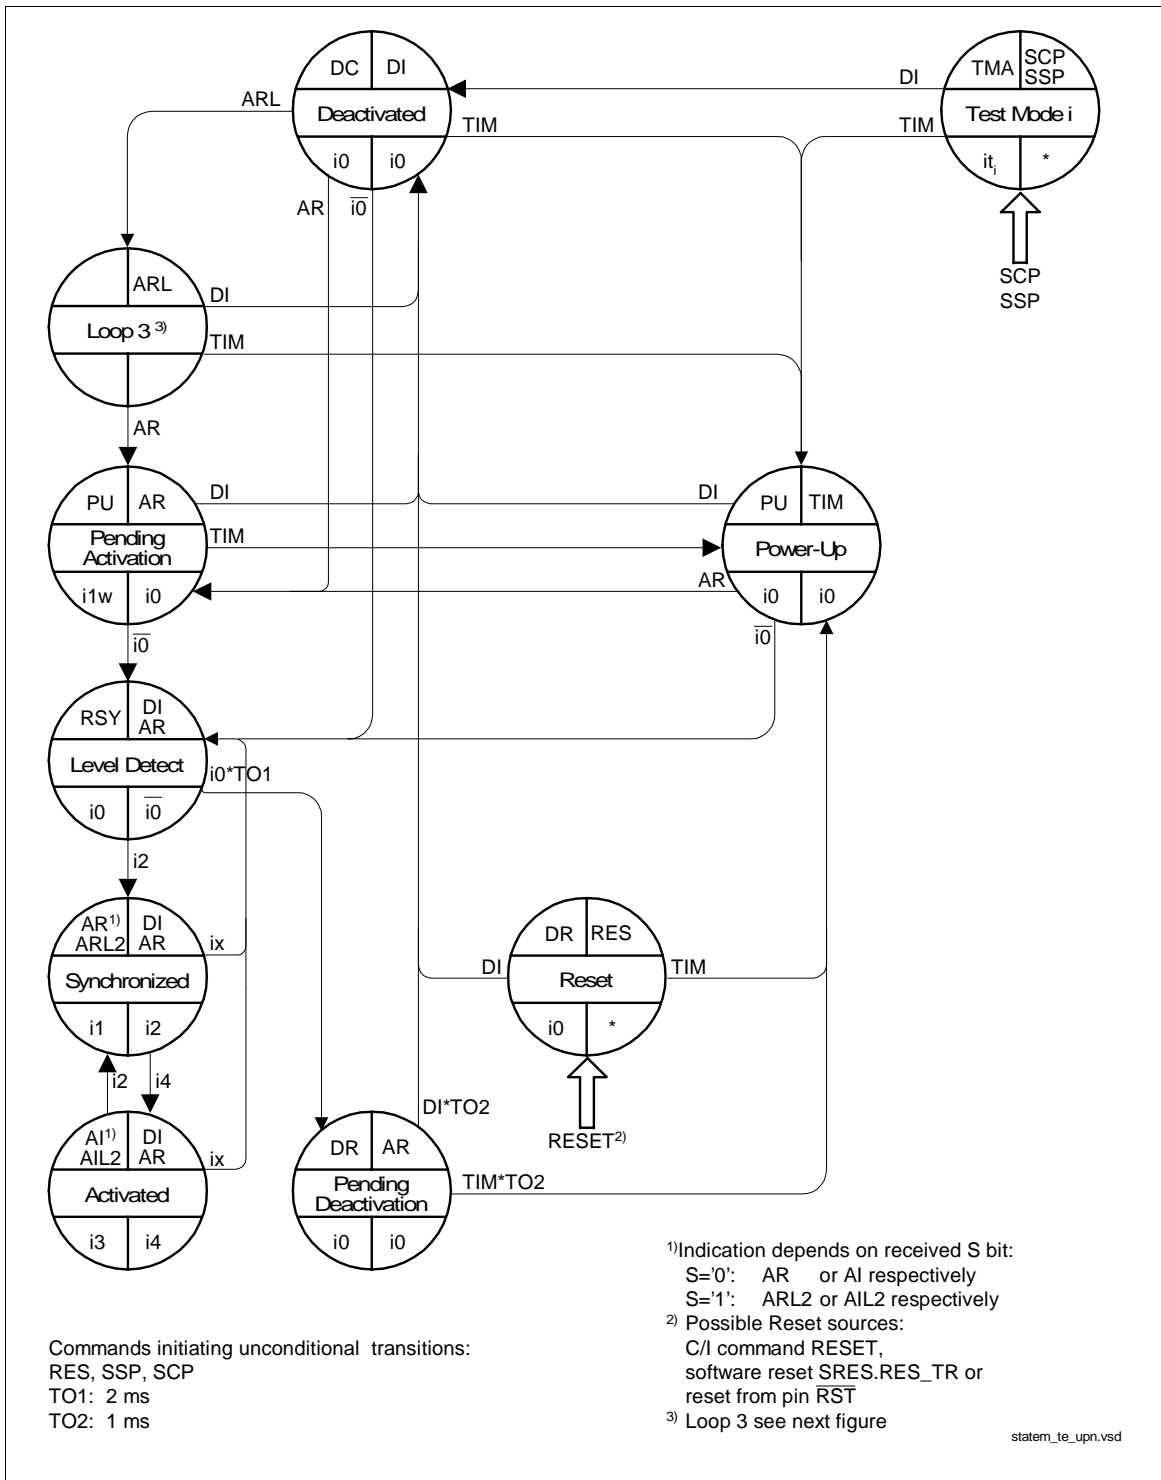 DC DI
Deactivated
i0 i0
TMA SCP
SSP
Test Mode i
it<sub>i</sub> *
DI
ARL
TIM
TIM
AR
i0̅
SCP
SSP
ARL
Loop 3 ³⁾
DI
TIM
AR
PU AR
Pending
Activation
i1w i0
DI
TIM
DI
AR
PU TIM
Power-Up
i0 i0
i0̅
i0̅
RSY DI
AR
Level Detect
i0 i0̅
i0*TO1
i2
AR¹⁾ DI
ARL2 AR
Synchronized
i1 i2
ix
DR RES
Reset
i0 *
DI
TIM
i2 i4
RESET²⁾
AI¹⁾ DI
AIL2 AR
Activated
i3 i4
ix
DI*TO2
DR AR
Pending
Deactivation
i0 i0
TIM*TO2
¹⁾Indication depends on received S bit:
S='0': AR or AI respectively
S='1': ARL2 or AIL2 respectively
²⁾ Possible Reset sources:
C/I command RESET,
software reset SRES.RES_TR or
reset from pin R̅S̅T̅
³⁾ Loop 3 see next figure
Commands initiating unconditional transitions:
RES, SSP, SCP
TO1: 2 ms
TO2: 1 ms
statem_te_upn.vsd